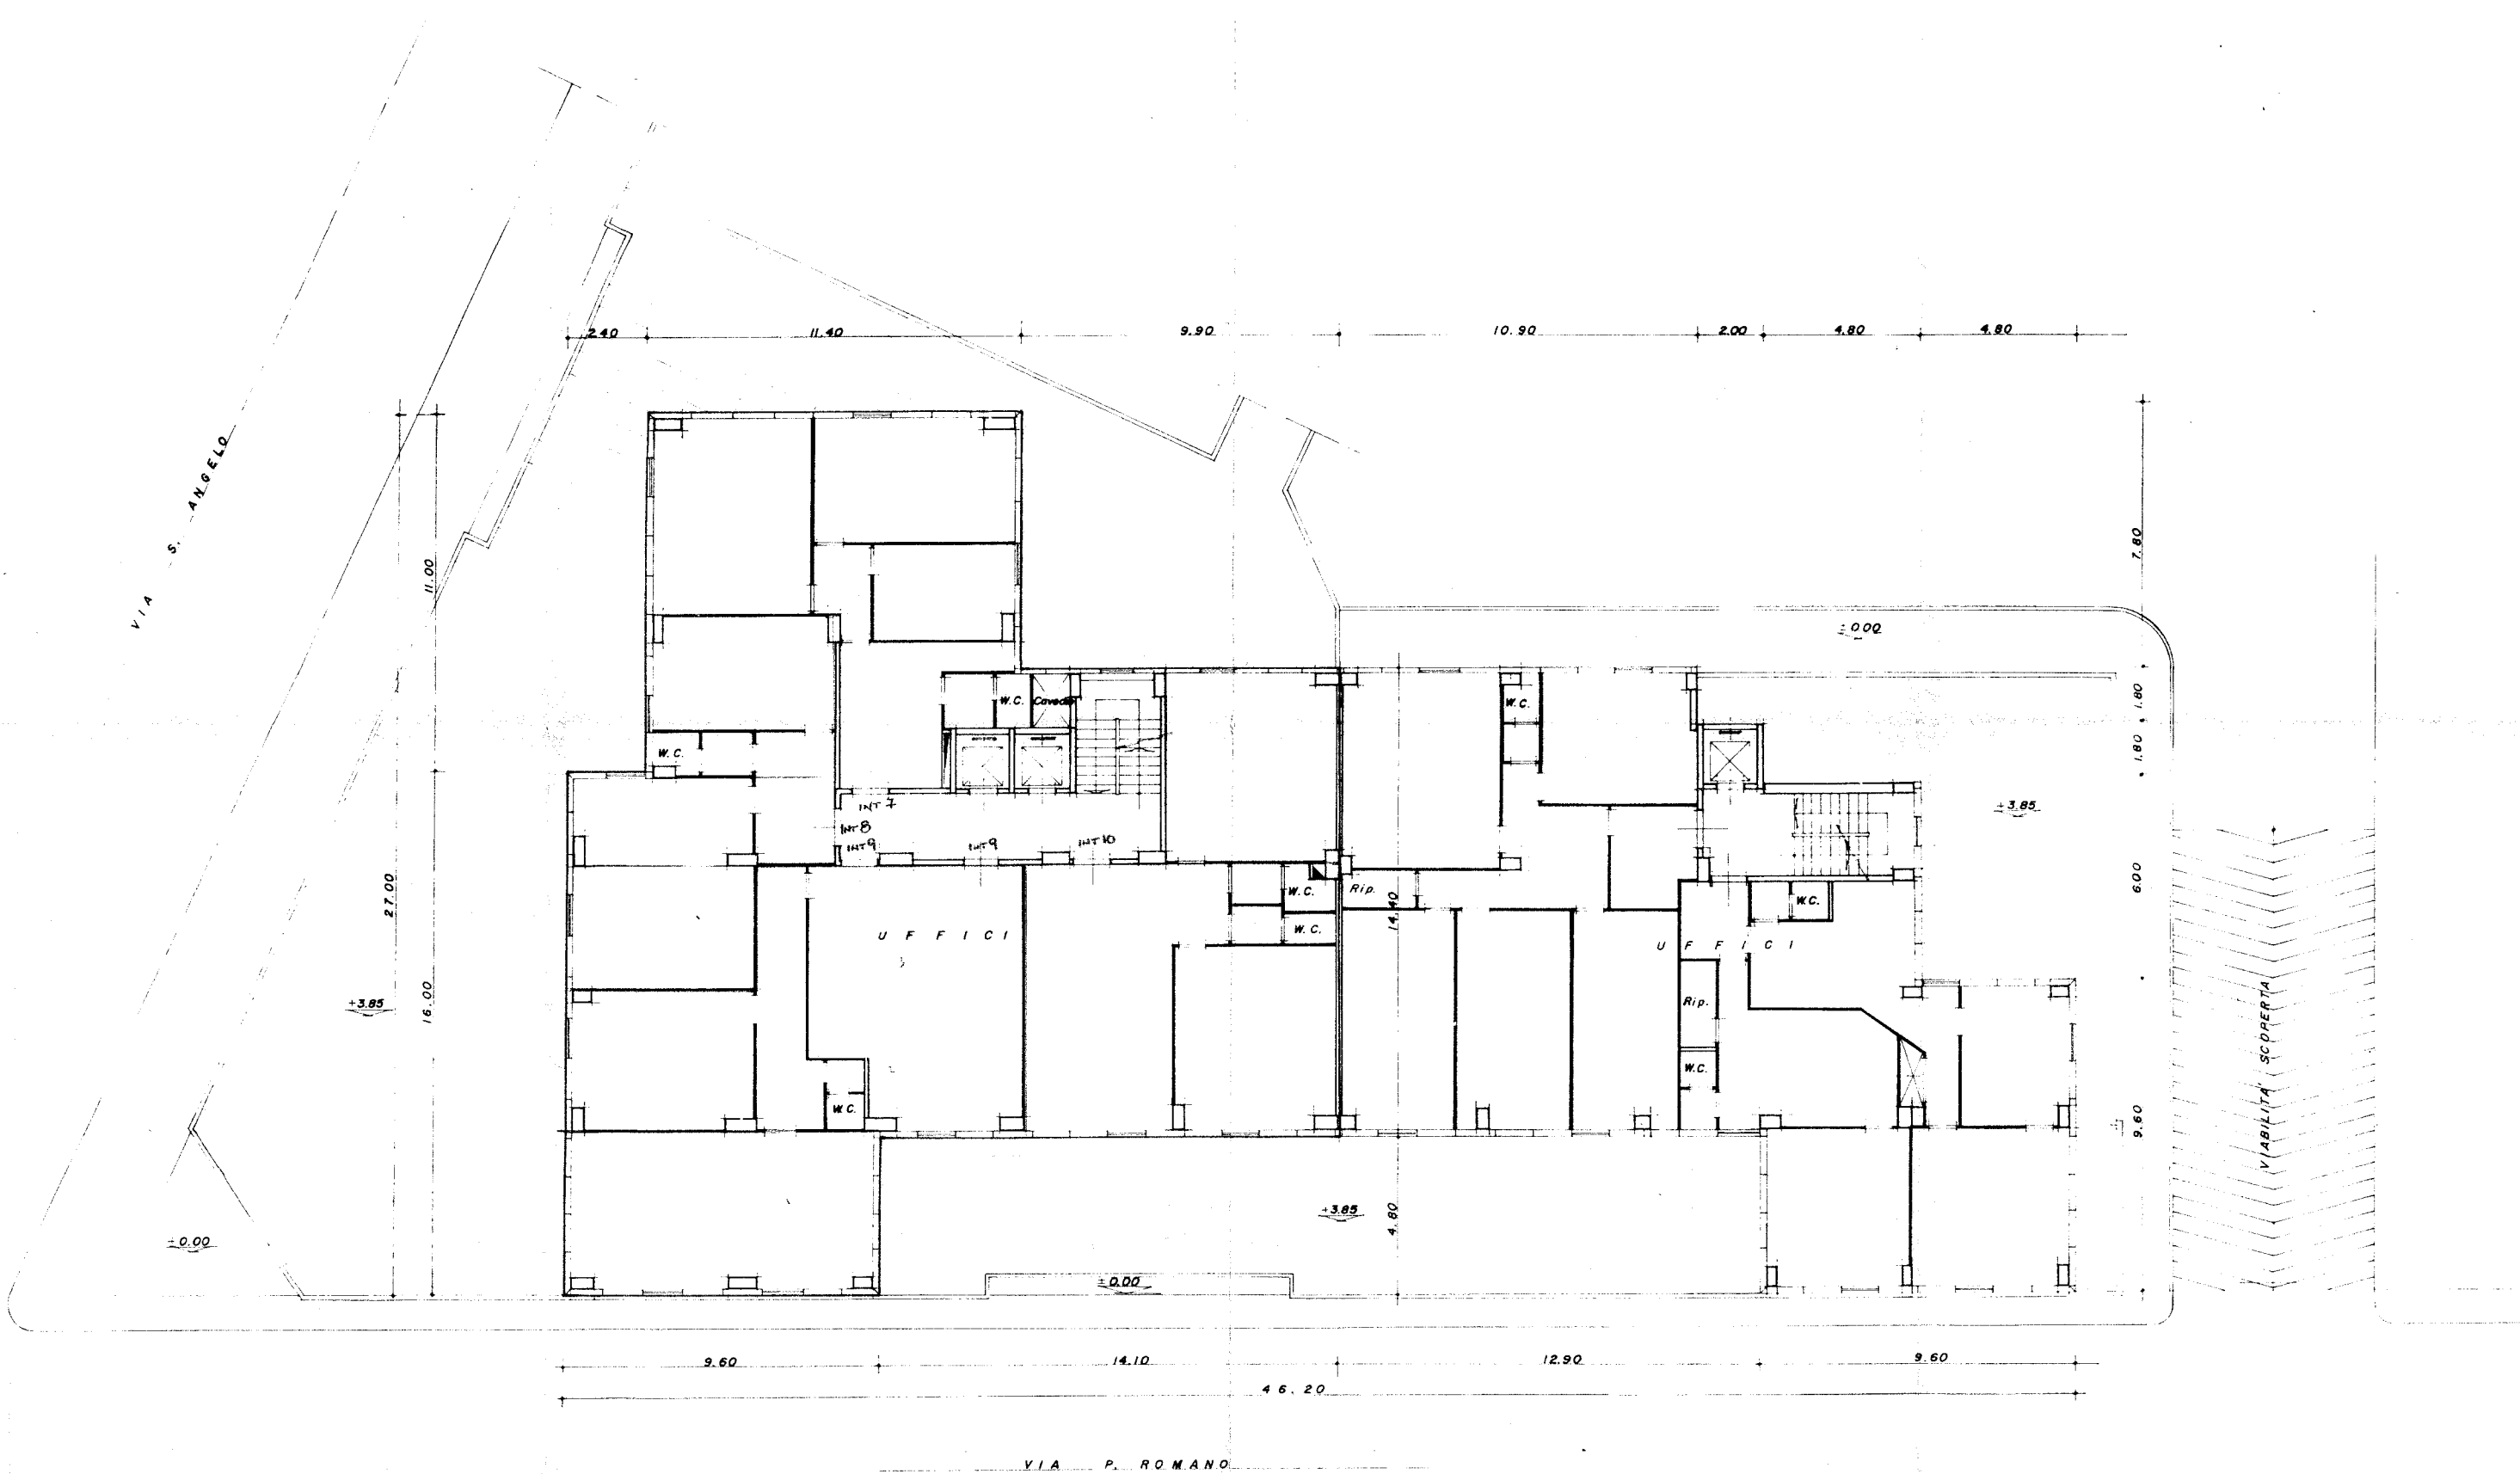 2.40 11.40 9.90 10.90 2.00 4.80 4.80
VIA S. ANGELO
11.00
7.80
±0.00
W.C. Cavedio
W.C.
1.80
1.80
W.C.
INT 7
+3.85
INT 8
INT 9 INT 9 INT 10
27.00
W.C. Rip.
6.00
W.C.
14.40
W.C.
UFFICI
UFFICI
+3.85
16.00
Rip.
VIABILITA' SCOPERTA
W.C.
W.C.
9.60
+3.85
4.80
±0.00
±0.00
9.60 14.10 12.90 9.60
46.20
VIA P. ROMANO